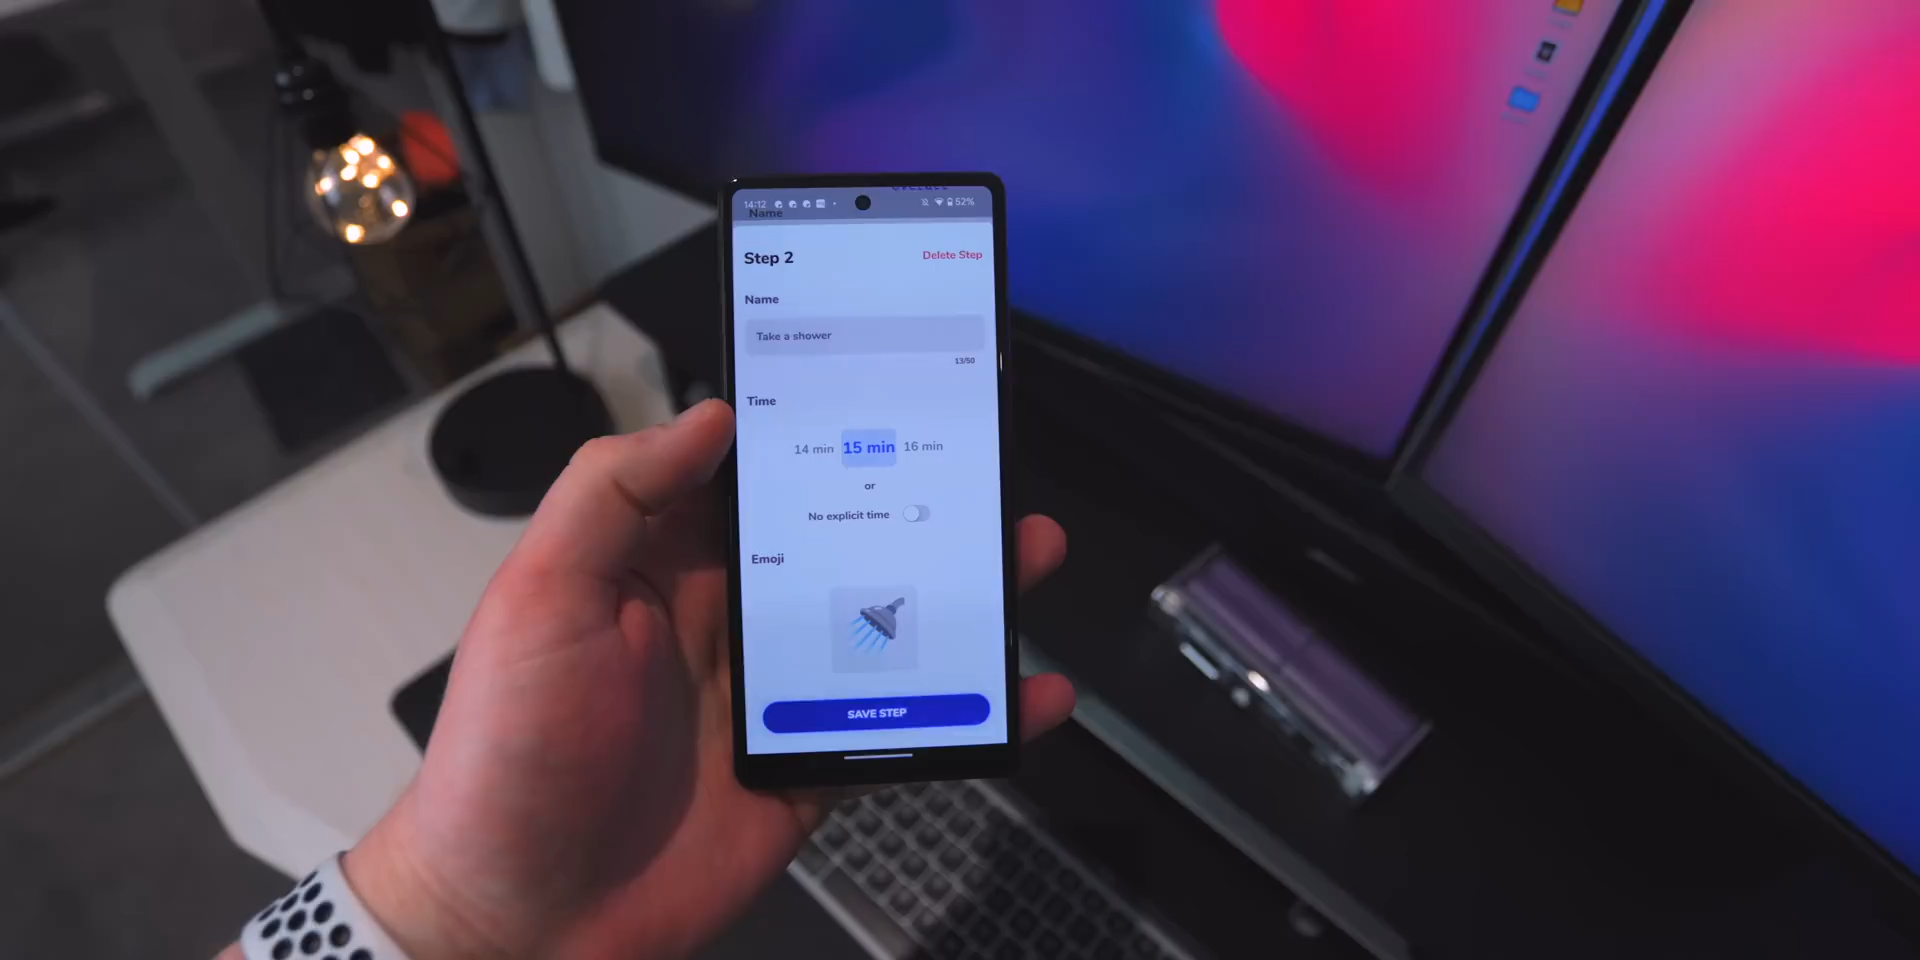 14:12
52%
Name
Step 2
Delete Step
Name
Take a shower
13/50
Time
14 min 15 min 16 min
or
No explicit time
Emoji
SAVE STEP